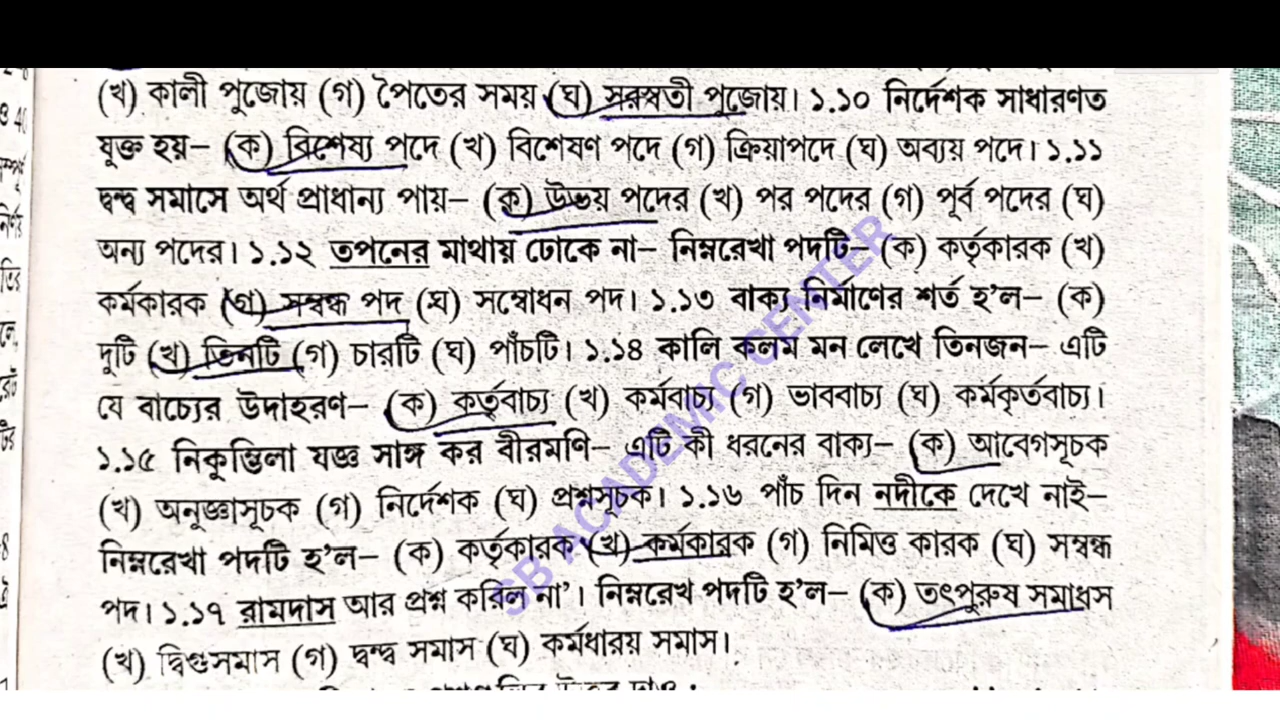 (খ) কালী পুজোয় (গ) পৈতের সময় (ঘ) সরস্বতী পুজোয়। ১.১০ নির্দেশক সাধারণত
যুক্ত হয়– (ক) বিশেষ্য পদে (খ) বিশেষণ পদে (গ) ক্রিয়াপদে (ঘ) অব্যয় পদে। ১.১১
দ্বন্দ্ব সমাসে অর্থ প্রাধান্য পায়– (ক) উভয় পদের (খ) পর পদের (গ) পূর্ব পদের (ঘ)
অন্য পদের। ১.১২ তপনের মাথায় ঢোকে না– নিম্নরেখা পদটি– (ক) কর্তৃকারক (খ)
কর্মকারক (গ) সম্বন্ধ পদ (ঘ) সম্বোধন পদ। ১.১৩ বাক্য নির্মাণের শর্ত হ'ল– (ক)
দুটি (খ) তিনটি (গ) চারটি (ঘ) পাঁচটি। ১.১৪ কালি কলম মন লেখে তিনজন– এটি
যে বাচ্যের উদাহরণ– (ক) কর্তৃবাচ্য (খ) কর্মবাচ্য (গ) ভাববাচ্য (ঘ) কর্মকৃর্তবাচ্য।
১.১৫ নিকুম্ভিলা যজ্ঞ সাঙ্গ কর বীরমণি– এটি কী ধরনের বাক্য– (ক) আবেগসূচক
(খ) অনুজ্ঞাসূচক (গ) নির্দেশক (ঘ) প্রশ্নসূচক। ১.১৬ পাঁচ দিন নদীকে দেখে নাই–
নিম্নরেখা পদটি হ'ল– (ক) কর্তৃকারক (খ) কর্মকারক (গ) নিমিত্ত কারক (ঘ) সম্বন্ধ
পদ। ১.১৭ রামদাস আর প্রশ্ন করিল না'। নিম্নরেখ পদটি হ'ল– (ক) তৎপুরুষ সমাধস
(খ) দ্বিগুসমাস (গ) দ্বন্দ্ব সমাস (ঘ) কর্মধারয় সমাস।
SB ACADEMIC CENTER